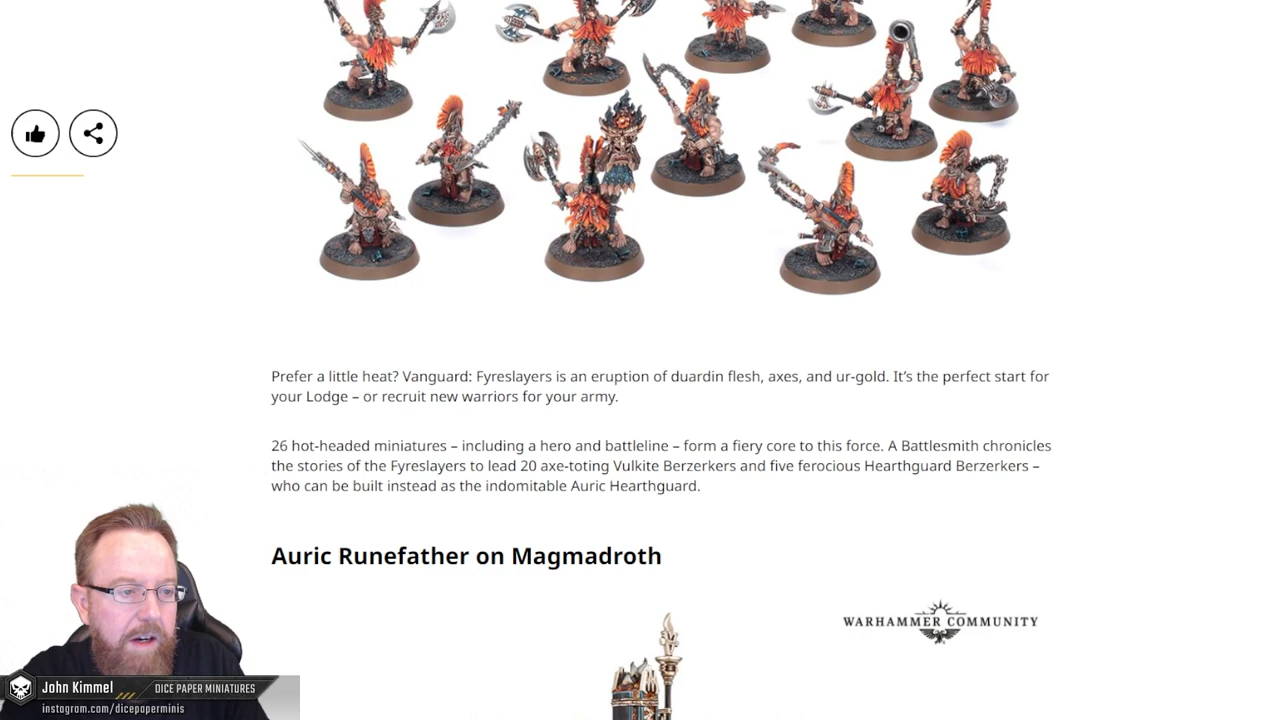 Prefer a little heat? Vanguard: Fyreslayers is an eruption of duardin flesh, axes, and ur-gold. It’s the perfect start for
your Lodge – or recruit new warriors for your army.
26 hot-headed miniatures – including a hero and battleline – form a fiery core to this force. A Battlesmith chronicles
the stories of the Fyreslayers to lead 20 axe-toting Vulkite Berzerkers and five ferocious Hearthguard Berzerkers –
who can be built instead as the indomitable Auric Hearthguard.
Auric Runefather on Magmadroth
WARHAMMER COMMUNITY
John Kimmel /// DICE PAPER MINIATURES
instagram.com/dicepaperminis